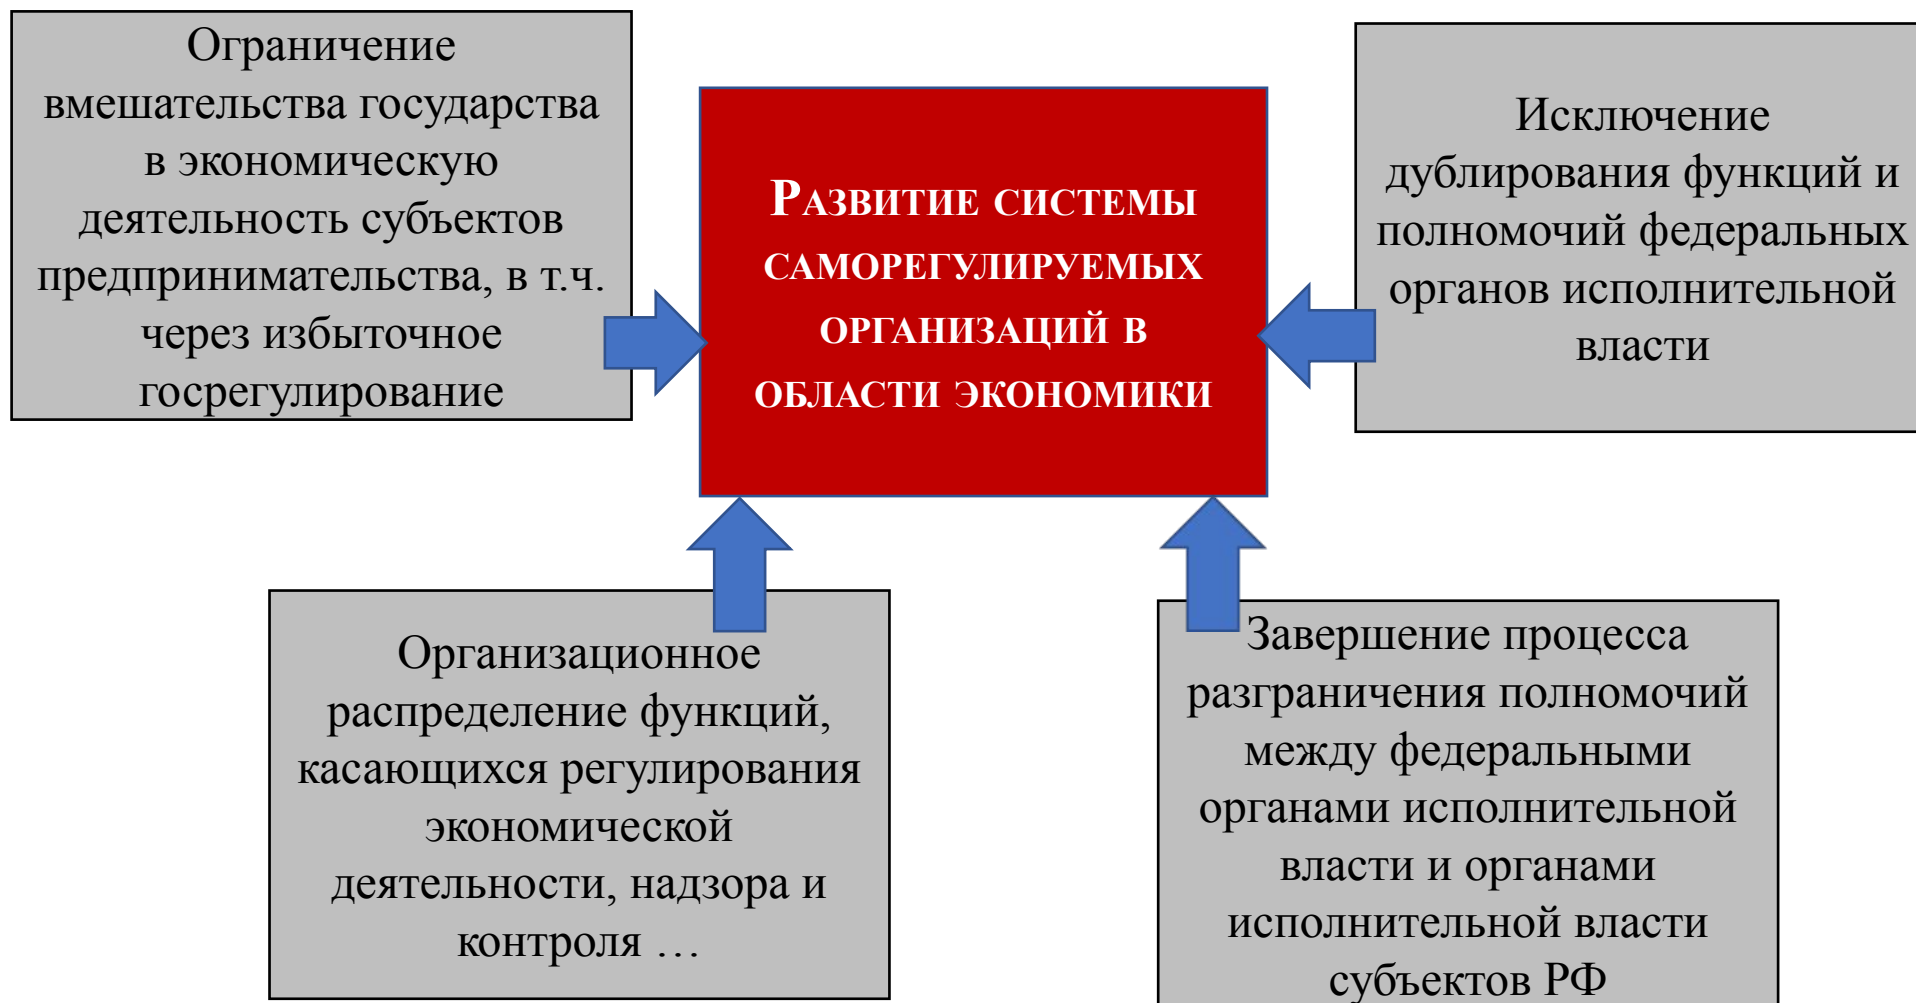 Ограничение
вмешательства государства
в экономическую
деятельность субъектов
предпринимательства, в т.ч.
через избыточное
госрегулирование
Развитие системы
саморегулируемых
организаций в
области экономики
Исключение
дублирования функций и
полномочий федеральных
органов исполнительной
власти
Организационное
распределение функций,
касающихся регулирования
экономической
деятельности, надзора и
контроля …
Завершение процесса
разграничения полномочий
между федеральными
органами исполнительной
власти и органами
исполнительной власти
субъектов РФ